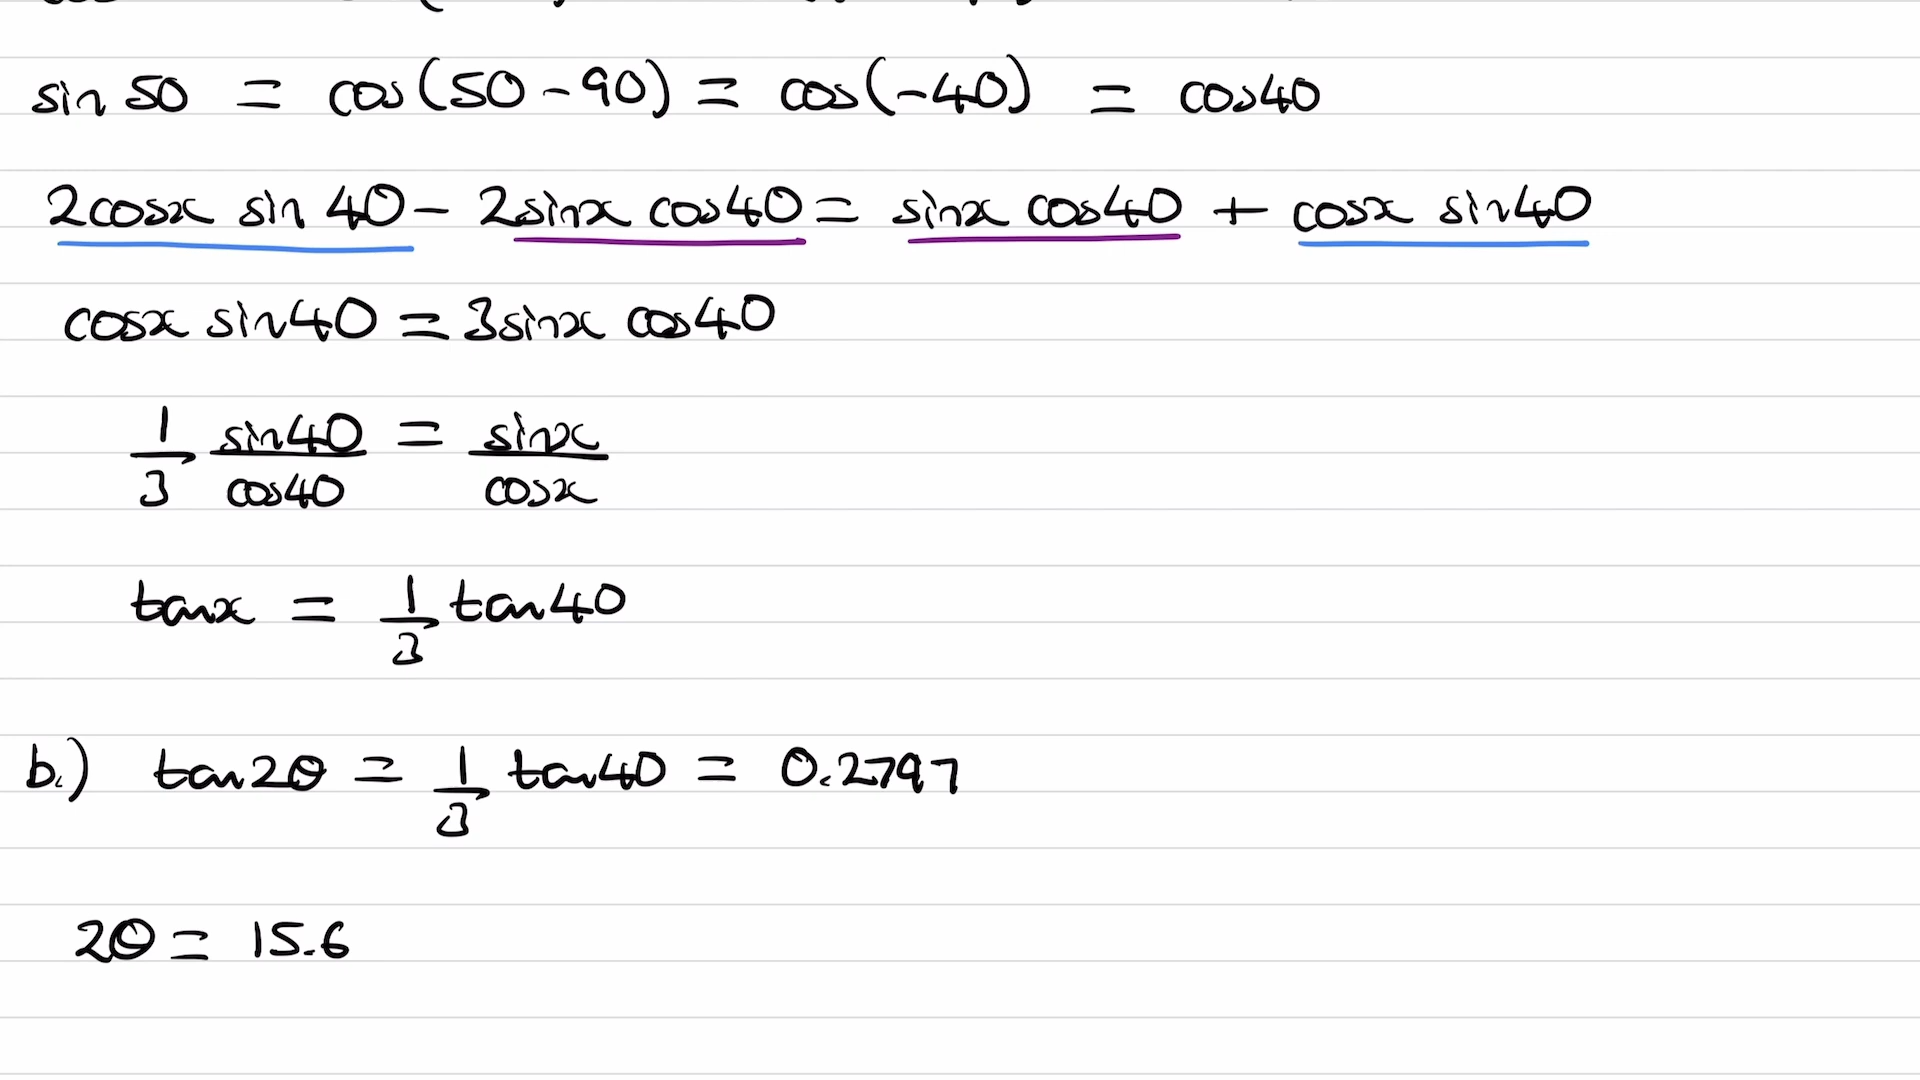 sin 50 = cos(50 - 90) = cos(-40) = cos40
2cosx sin 40 - 2sinx cos40 = sinx cos40 + cosx sin40
cosx sin40 = 3sinx cos40
1/3 sin40/cos40 = sinx/cosx
tanx = 1/3 tan40
b.) tan2θ = 1/3 tan40 = 0.2797
2θ = 15.6